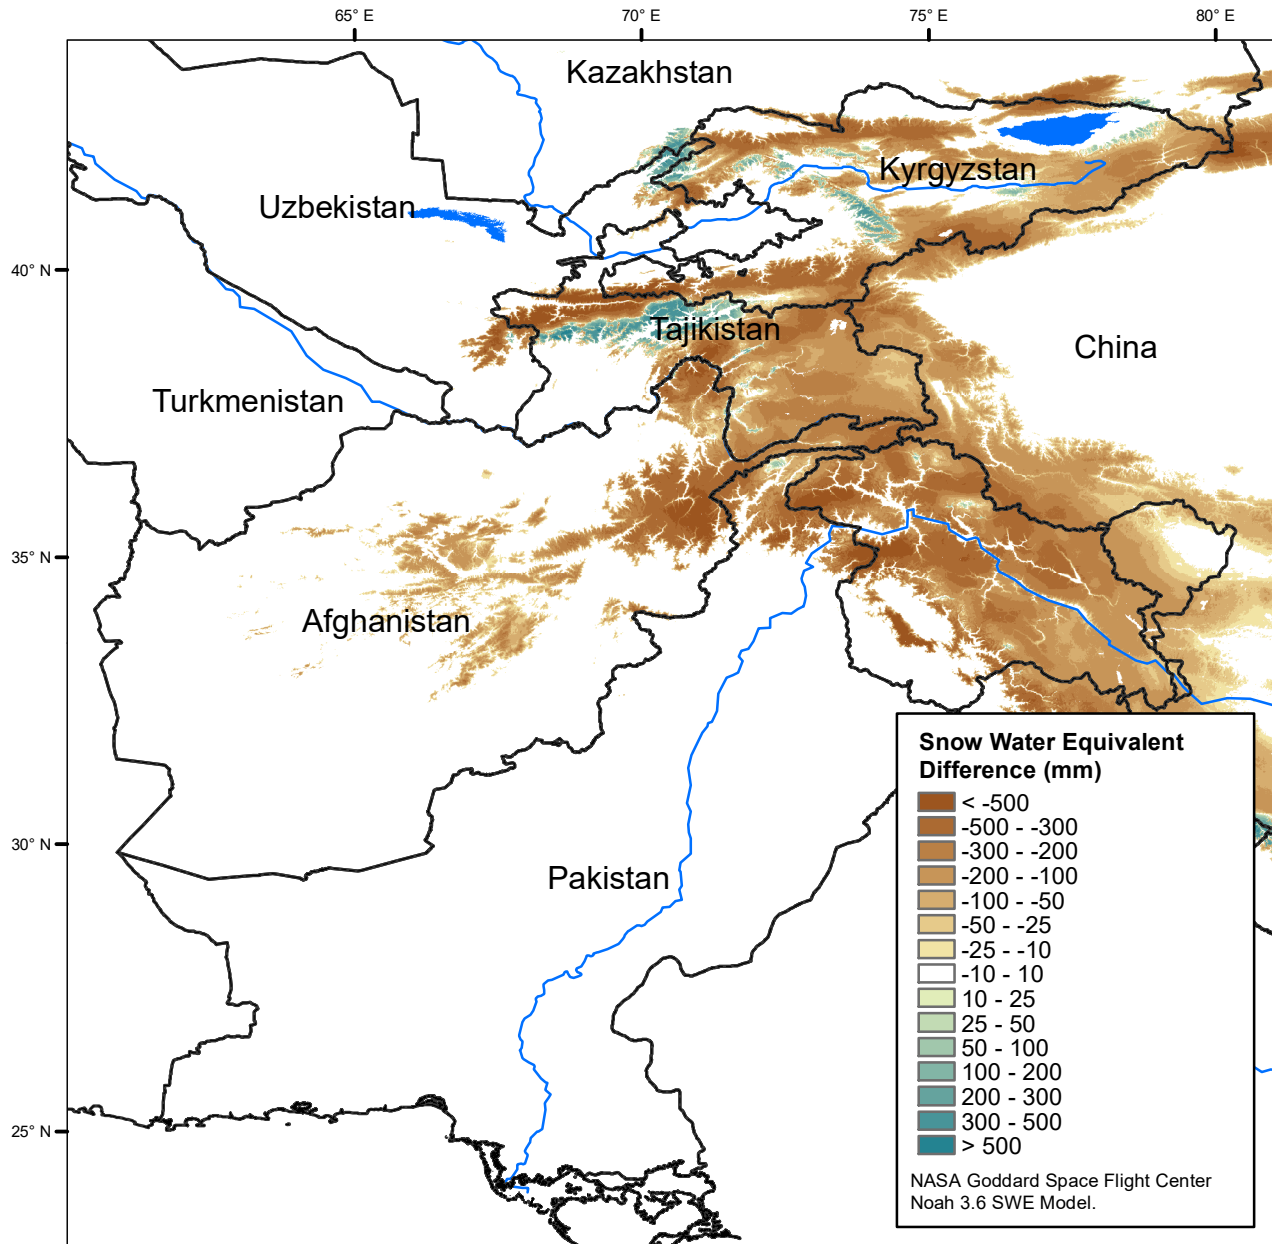 65° E
70° E
75° E
80° E
Kazakhstan
Kyrgyzstan
Uzbekistan
40° N
Tajikistan
China
Turkmenistan
35° N
Afghanistan
Snow Water Equivalent
Difference (mm)
< -500
-500 - -300
-300 - -200
-200 - -100
-100 - -50
-50 - -25
-25 - -10
-10 - 10
10 - 25
25 - 50
50 - 100
100 - 200
200 - 300
300 - 500
> 500
NASA Goddard Space Flight Center
Noah 3.6 SWE Model.
30° N
Pakistan
25° N